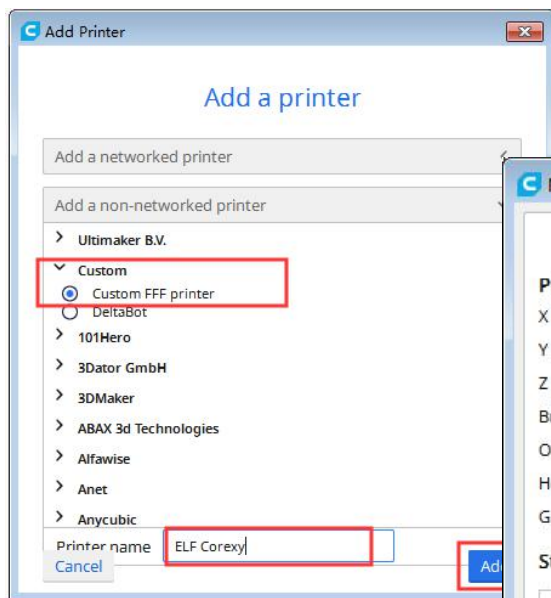 Add Printer
Add a printer
Add a networked printer
Add a non-networked printer
Ultimaker B.V.
Custom
Custom FFF printer
DeltaBot
101Hero
3Dator GmbH
3DMaker
ABAX 3d Technologies
Alfawise
Anet
Anycubic
Printer name ELF Corexy
Cancel
X
Y
Z